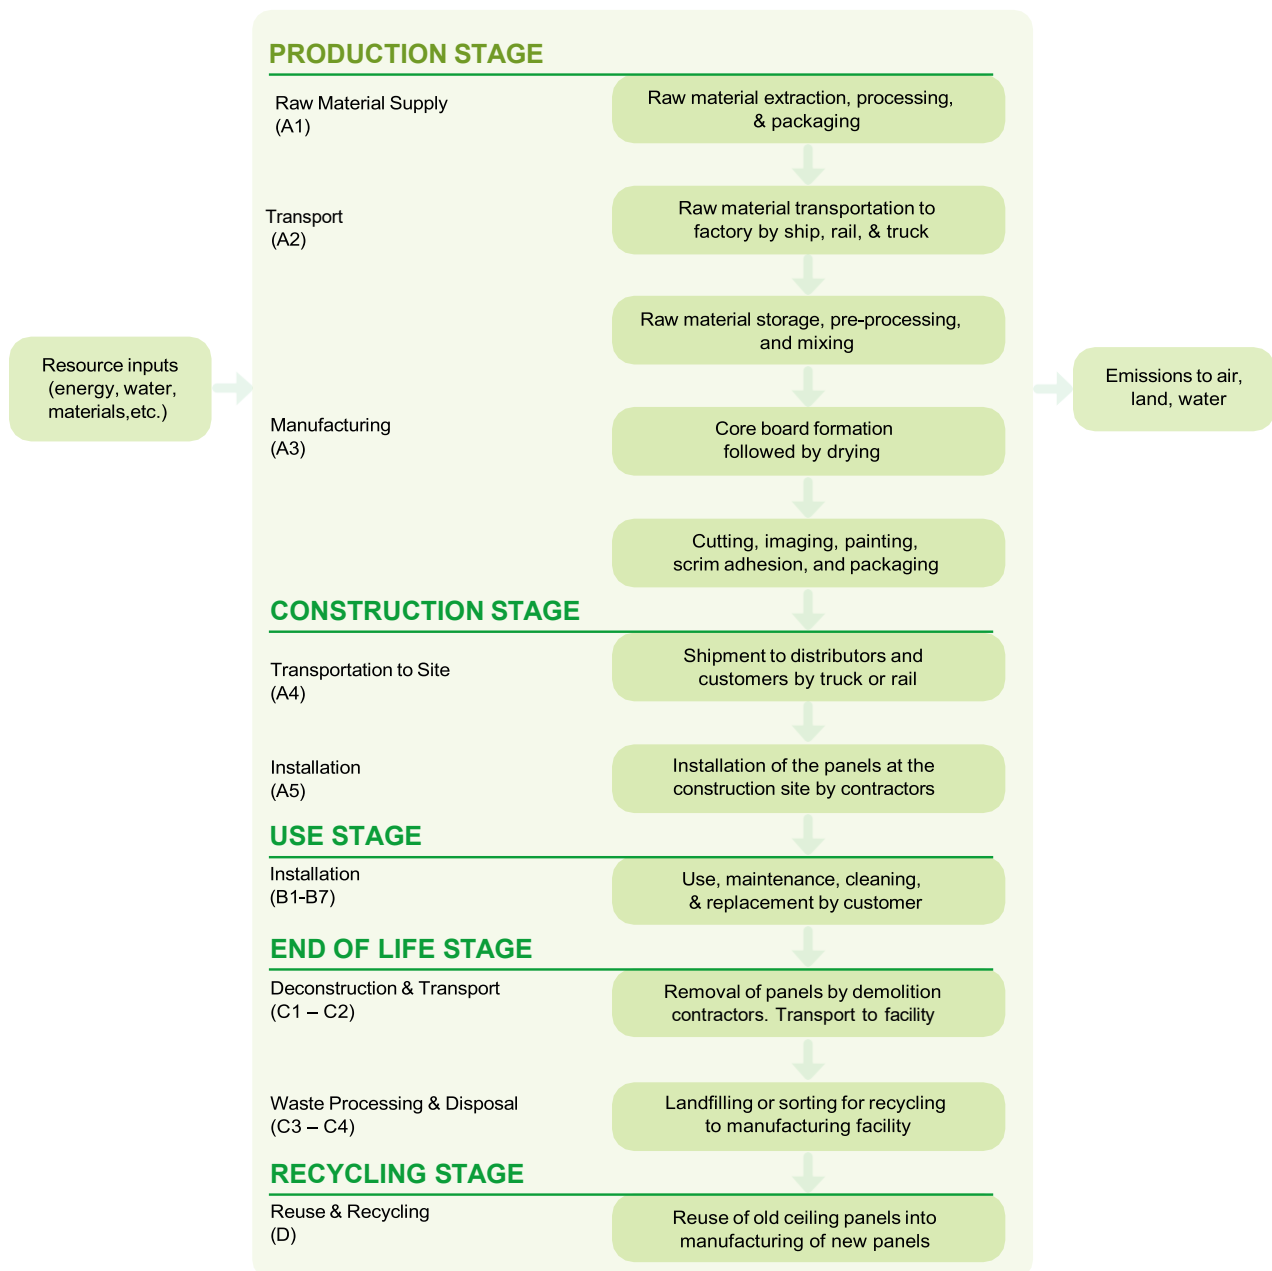 PRODUCTION STAGE
Raw Material Supply
(A1)
Raw material extraction, processing,
& packaging
Transport
(A2)
Raw material transportation to
factory by ship, rail, & truck
Raw material storage, pre-processing,
and mixing
Resource inputs
(energy, water,
materials,etc.)
Emissions to air,
land, water
Manufacturing
(A3)
Core board formation
followed by drying
Cutting, imaging, painting,
scrim adhesion, and packaging
CONSTRUCTION STAGE
Transportation to Site
(A4)
Shipment to distributors and
customers by truck or rail
Installation
(A5)
Installation of the panels at the
construction site by contractors
USE STAGE
Installation
(B1-B7)
Use, maintenance, cleaning,
& replacement by customer
END OF LIFE STAGE
Deconstruction & Transport
(C1 – C2)
Removal of panels by demolition
contractors. Transport to facility
Waste Processing & Disposal
(C3 – C4)
Landfilling or sorting for recycling
to manufacturing facility
RECYCLING STAGE
Reuse & Recycling
(D)
Reuse of old ceiling panels into
manufacturing of new panels